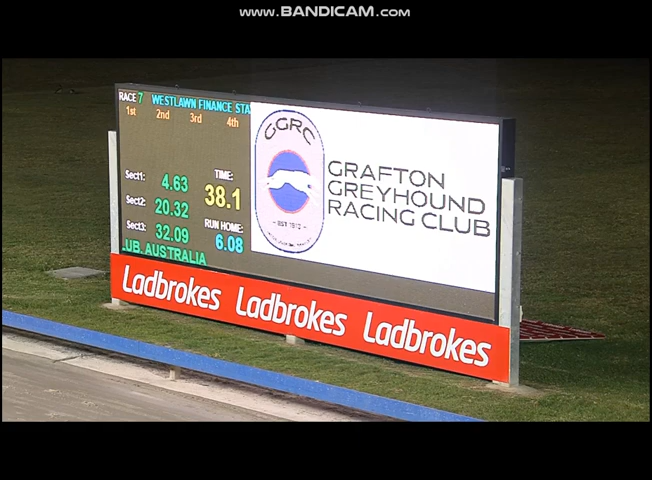 www.BANDICAM.com
RACE 7 WESTLAWN FINANCE STA
1st 2nd 3rd 4th
Sect1: 4.63
Sect2: 20.32
Sect3: 32.09
TIME:
38.1
RUN HOME:
6.08
UB. AUSTRALIA
GGRC
EST 1912
GRAFTON
GREYHOUND
RACING CLUB
Ladbrokes Ladbrokes Ladbrokes